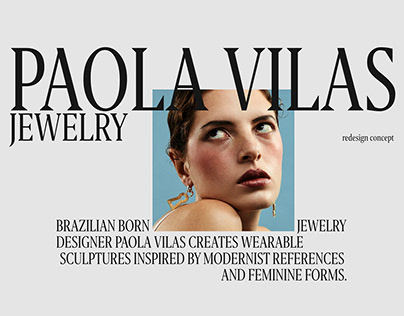 PAOLA VILAS
JEWELRY
redesign concept
BRAZILIAN BORN JEWELRY
DESIGNER PAOLA VILAS CREATES WEARABLE
SCULPTURES INSPIRED BY MODERNIST REFERENCES
AND FEMININE FORMS.